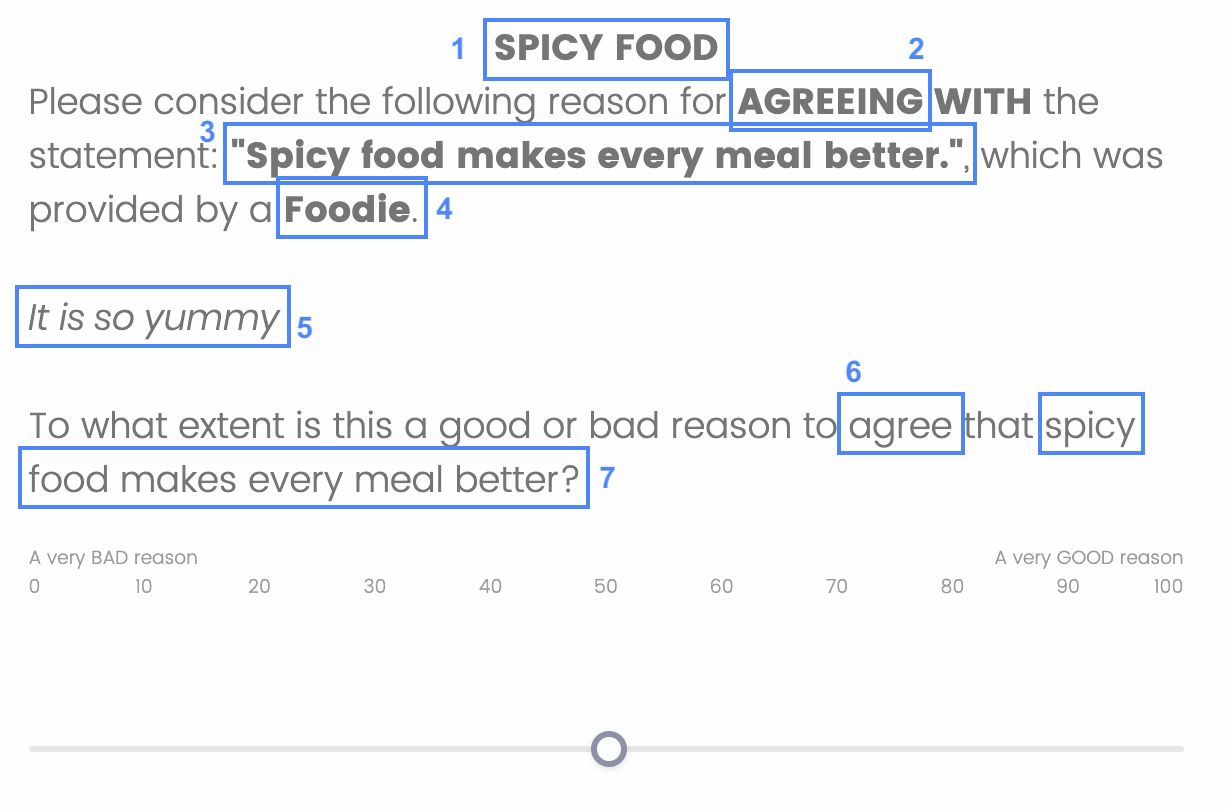 1 SPICY FOOD 2
Please consider the following reason for AGREEING WITH the
3
statement: "Spicy food makes every meal better.", which was
provided by a Foodie. 4
It is so yummy 5
6
To what extent is this a good or bad reason to agree that spicy
food makes every meal better? 7
A very BAD reason A very GOOD reason
0 10 20 30 40 50 60 70 80 90 100